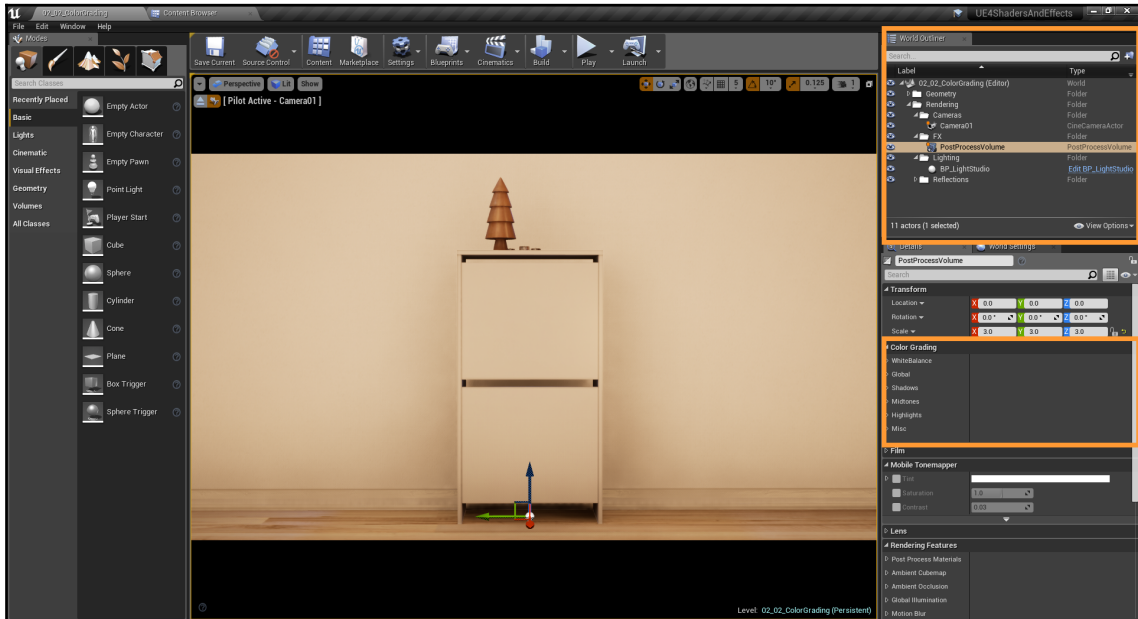 02_02_ColorGrading
Content Browser
UE4ShadersAndEffects
File Edit Window Help
Modes
Search Classes
Recently Placed
Basic
Lights
Cinematic
Visual Effects
Geometry
Volumes
All Classes
Empty Actor
Empty Character
Empty Pawn
Point Light
Player Start
Cube
Sphere
Cylinder
Cone
Plane
Box Trigger
Sphere Trigger
Save Current Source Control Content Marketplace Settings Blueprints Cinematics Build Play Launch
Perspective Lit Show 5 10° 0.125 1
[ Pilot Active - Camera01 ]
Level: 02_02_ColorGrading (Persistent)
World Outliner
Search...
Label Type
02_02_ColorGrading (Editor) World
Geometry Folder
Rendering Folder
Cameras Folder
Camera01 CineCameraActor
FX Folder
PostProcessVolume PostProcessVolume
Lighting Folder
BP_LightStudio Edit BP_LightStudio
Reflections Folder
11 actors (1 selected) View Options
Details World Settings
PostProcessVolume
Search
Transform
Location X 0.0 Y 0.0 Z 0.0
Rotation X 0.0° Y 0.0° Z 0.0°
Scale X 3.0 Y 3.0 Z 3.0
Color Grading
WhiteBalance
Global
Shadows
Midtones
Highlights
Misc
Film
Mobile Tonemapper
Tint
Saturation 1.0
Contrast 0.03
Lens
Rendering Features
Post Process Materials
Ambient Cubemap
Ambient Occlusion
Global Illumination
Motion Blur